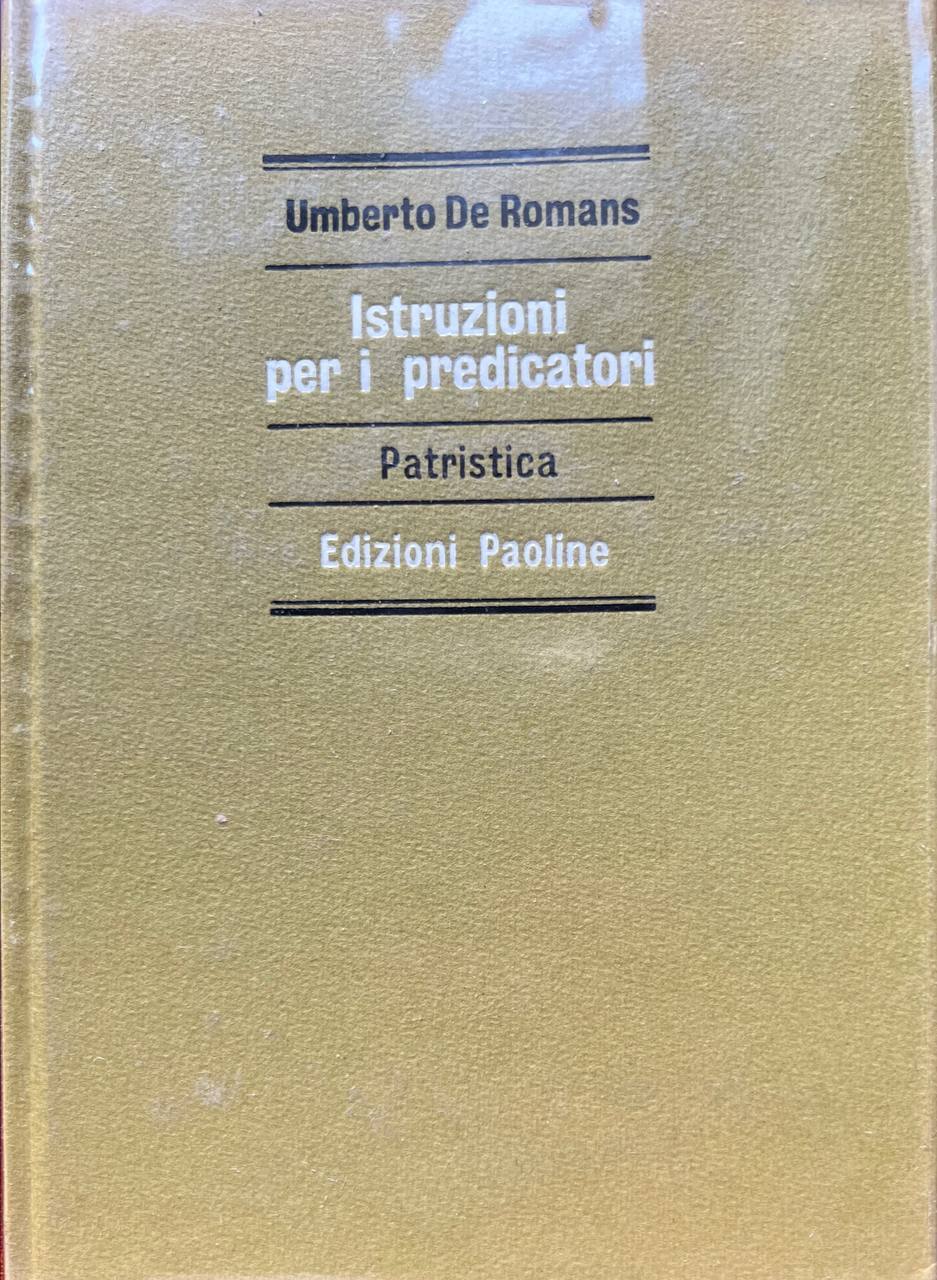 Umberto De Romans
Istruzioni
per i predicatori
Patristica
Edizioni Paoline